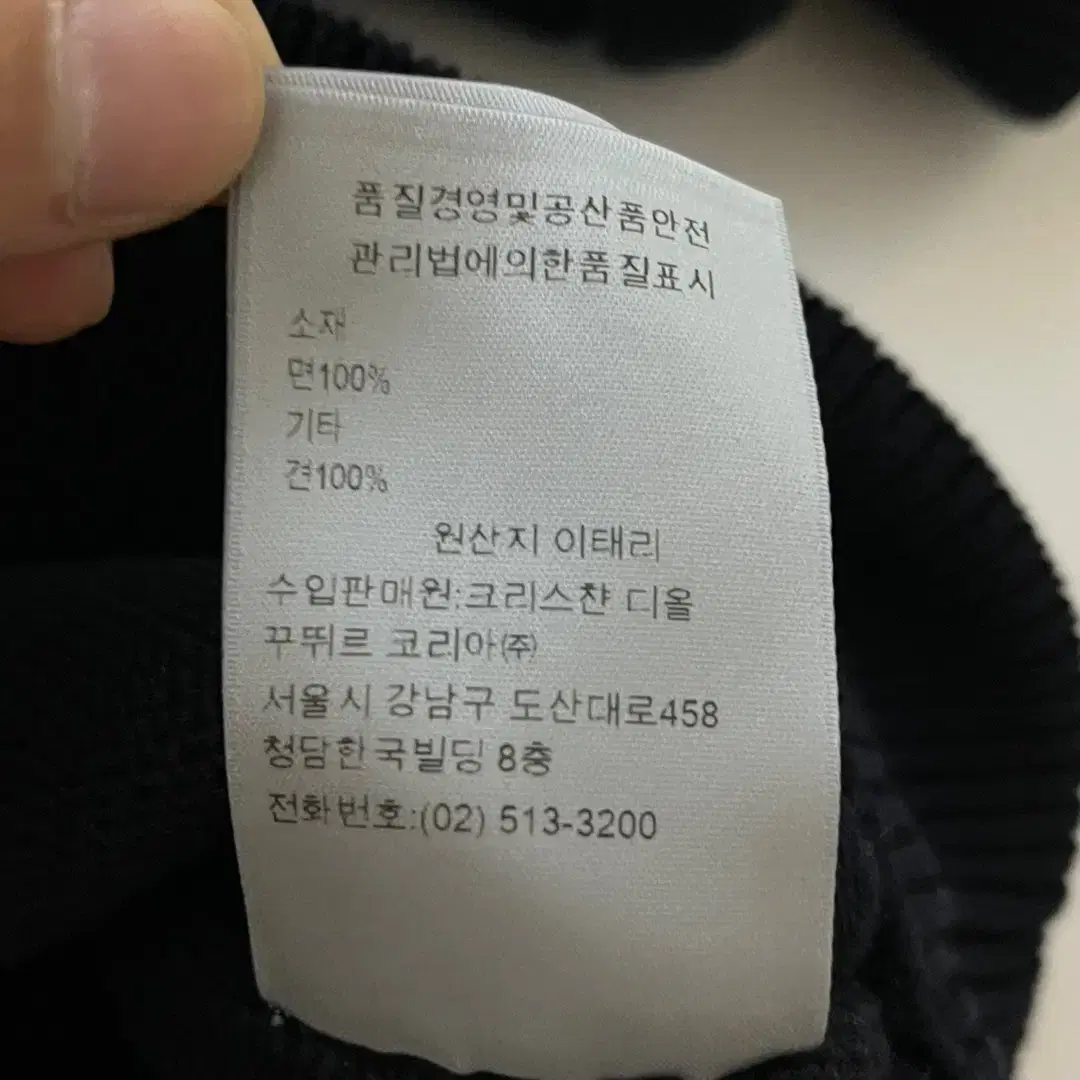 품질경영및공산품안전
관리법에의한품질표시
소재
면100%
기타
견100%
원산지 이태리
수입판매원:크리스챤 디올
꾸뛰르 코리아(주)
서울시 강남구 도산대로458
청담한국빌딩 8층
전화번호:(02) 513-3200